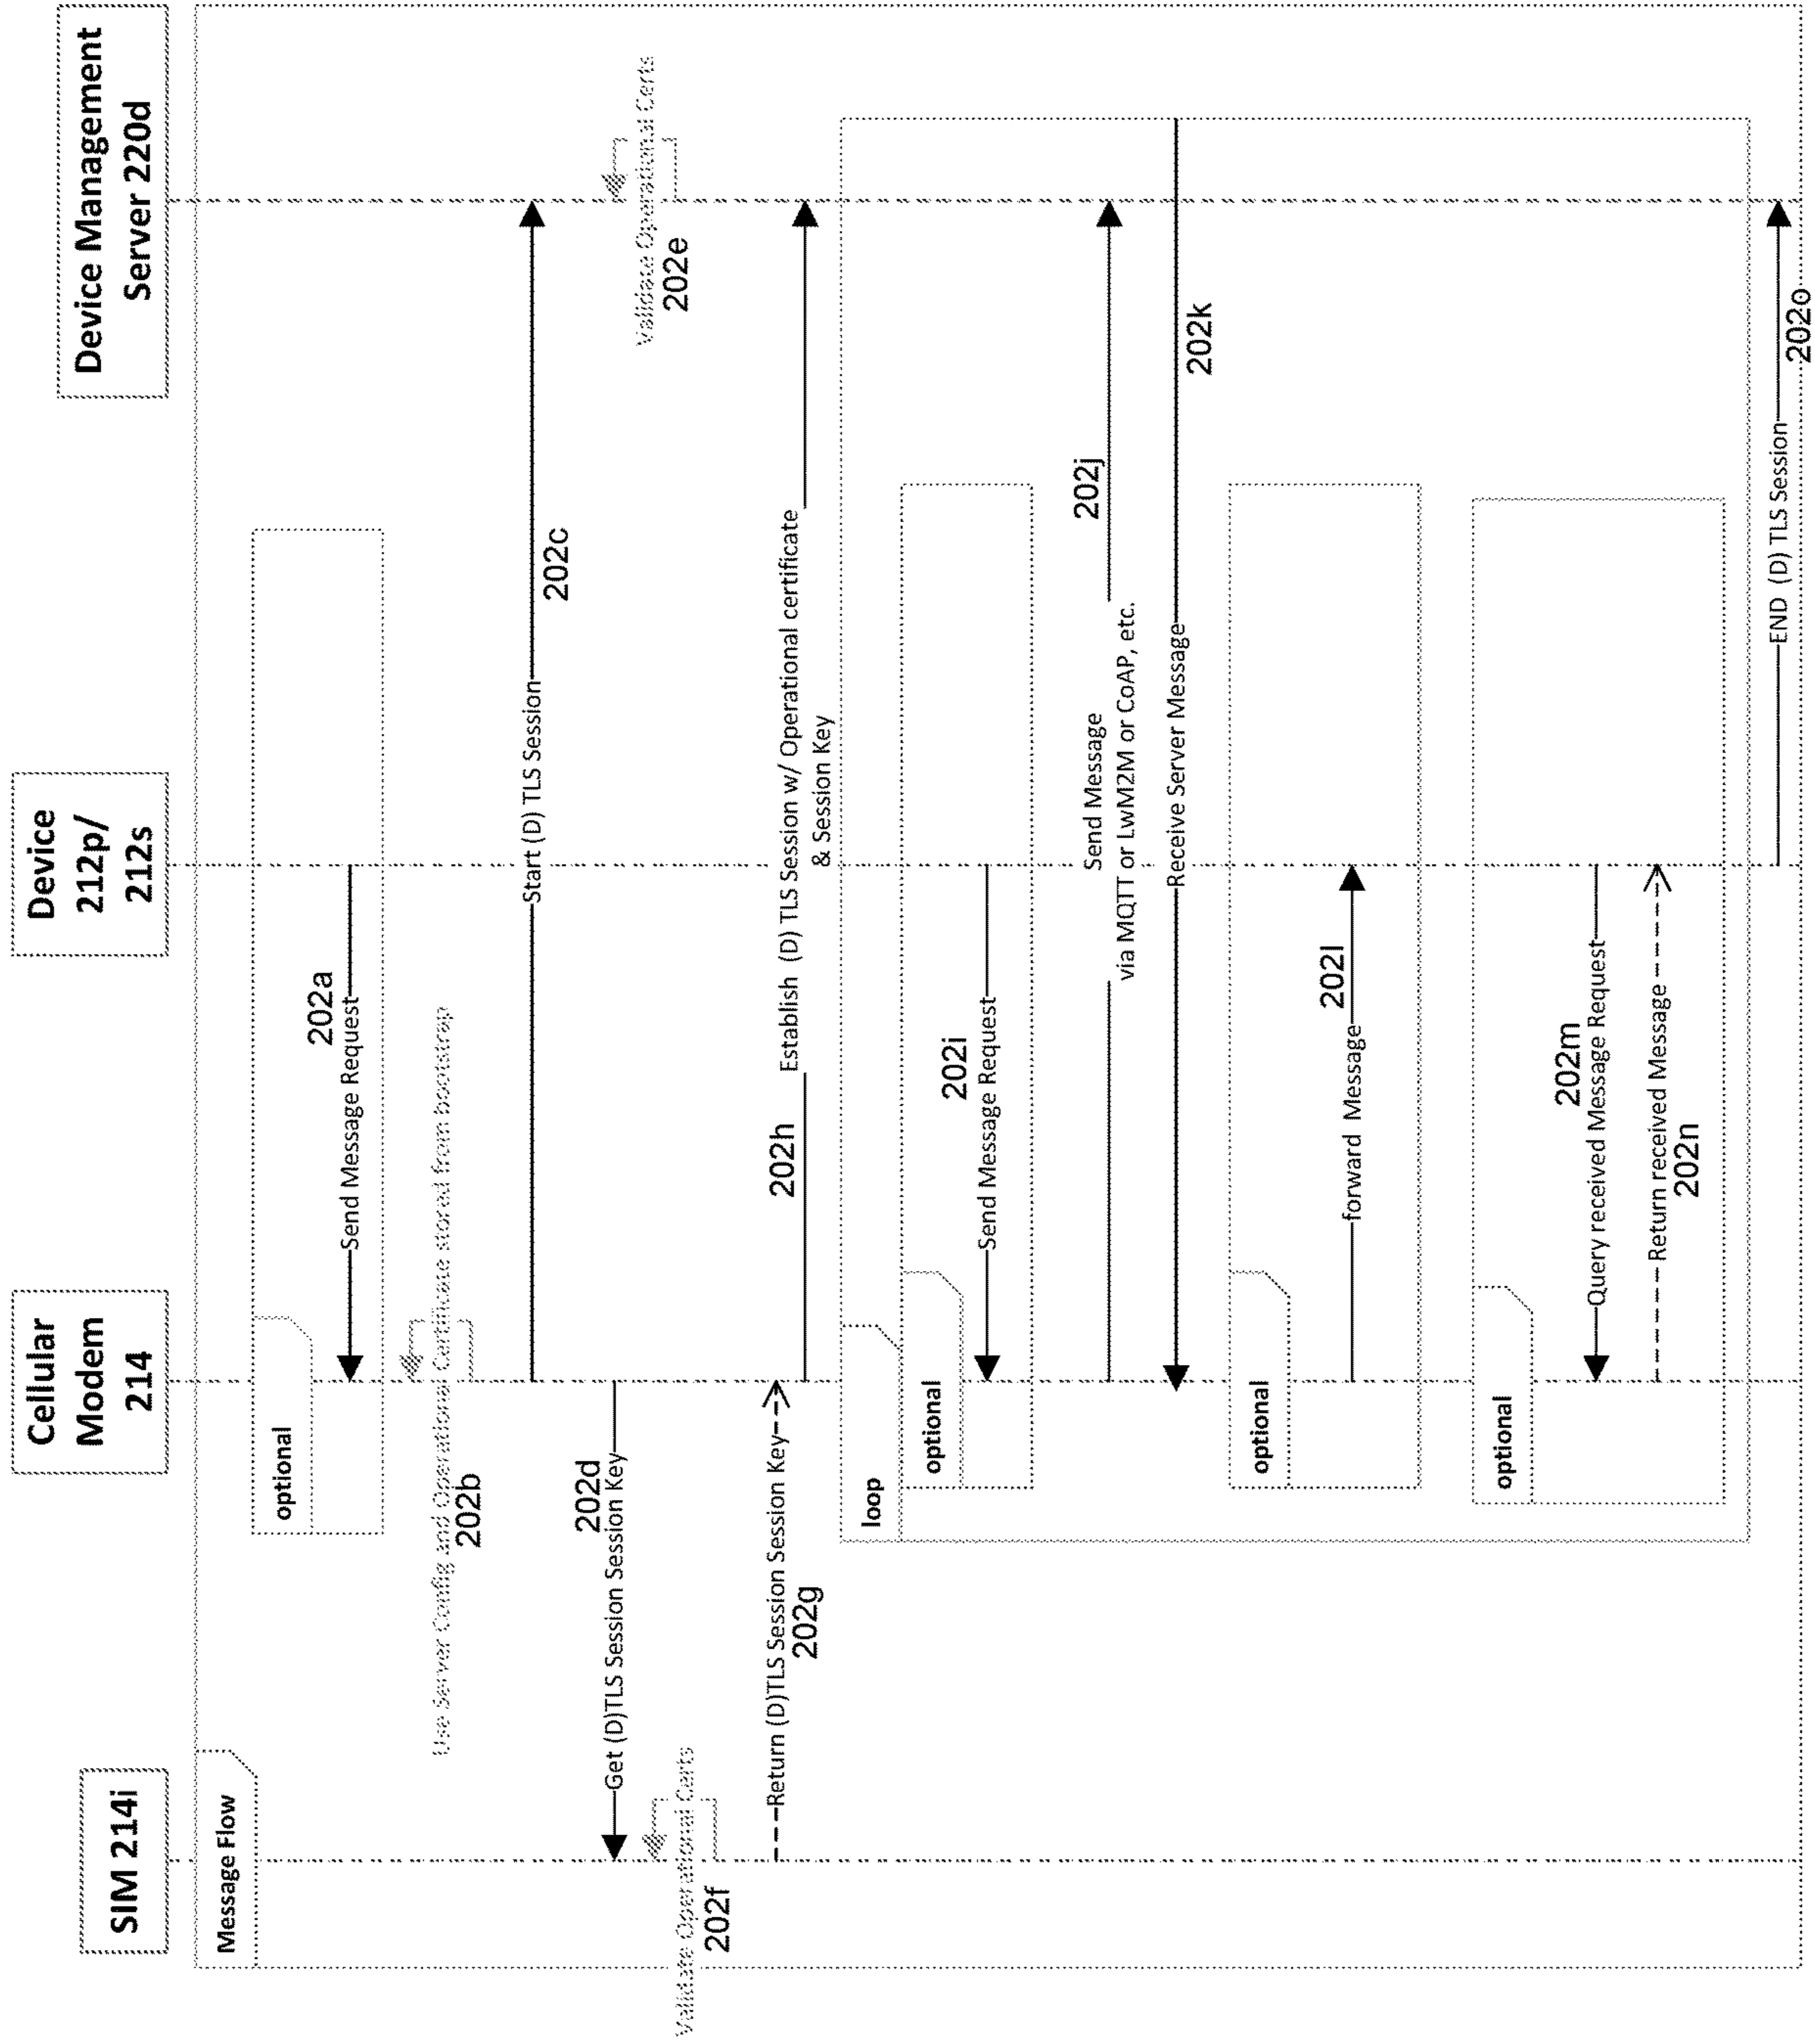 SIM 214i
Cellular
Modem
214
Device
212p/
212s
Device Management
Server 220d
Message Flow
optional
202a
Send Message Request
Use Server Config and Operational Certificate stored from bootstrap
202b
Start (D) TLS Session
202c
202d
Get (D)TLS Session Session Key
Validate Operational Certs
202e
Validate Operational Certs
202f
Return (D)TLS Session Session Key
202g
202h
Establish (D) TLS Session w/ Operational certificate
& Session Key
loop
optional
202i
Send Message Request
202j
Send Message
via MQTT or LwM2M or CoAP, etc.
Receive Server Message
202k
optional
202l
forward Message
optional
202m
Query received Message Request
Return received Message
202n
END (D) TLS Session
202o